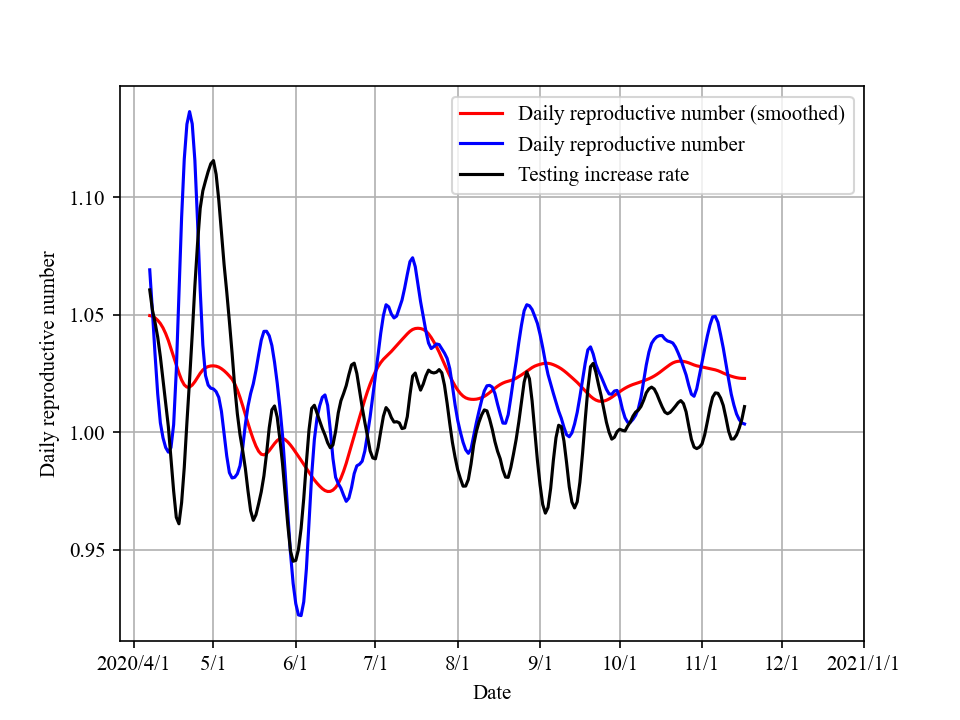 Daily reproductive number (smoothed)
Daily reproductive number
Testing increase rate
1.10
1.05
1.00
0.95
Daily reproductive number
2020/4/1 5/1 6/1 7/1 8/1 9/1 10/1 11/1 12/1 2021/1/1
Date